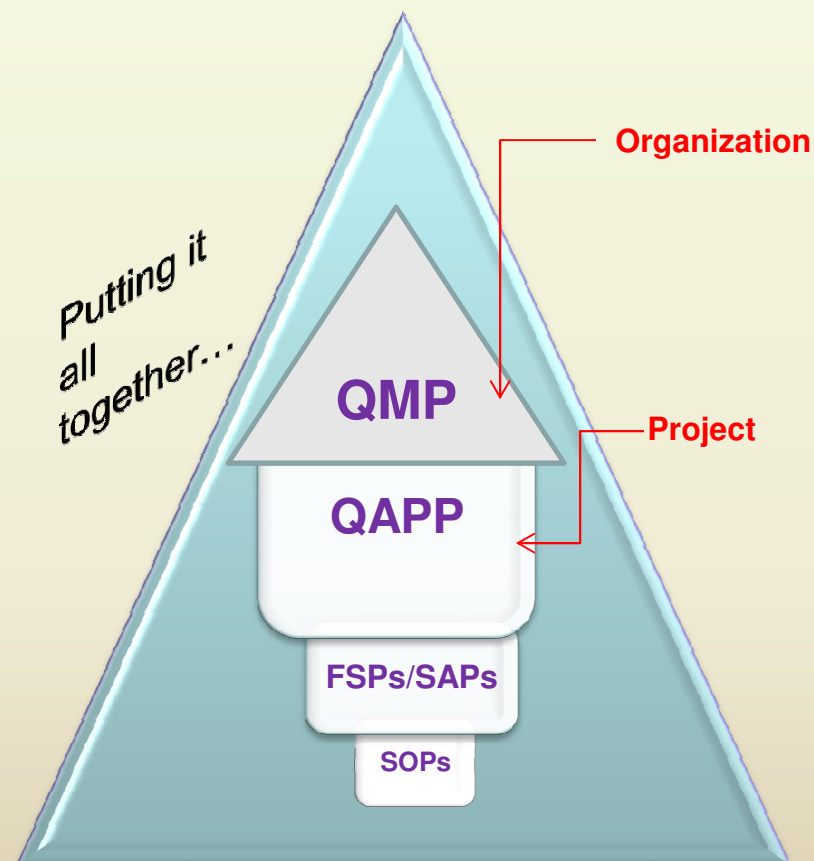 Organization
Putting it
all
together…
QMP
Project
QAPP
FSPs/SAPs
SOPs